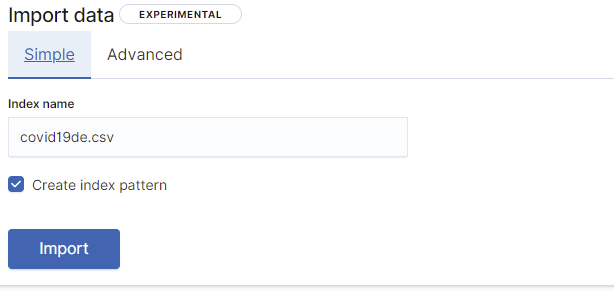 Import data EXPERIMENTAL
Simple Advanced
Index name
covid19de.csv
Create index pattern
Import